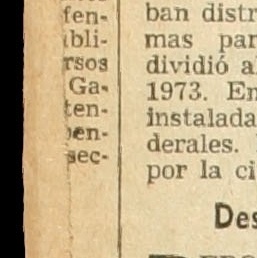 fen-
bli-
rsos
Ga-
ten-
en-
sec-
ban distr
mas par
dividió a
1973. En
instalada
derales.
por la ci
Des